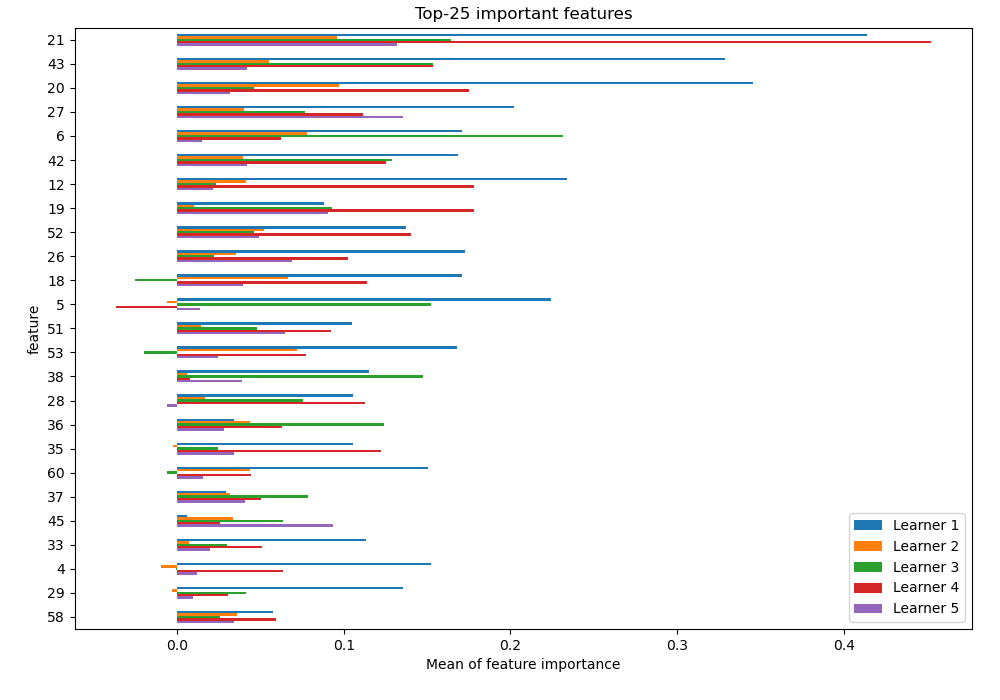 Top-25 important features
21
43
20
27
6
42
12
19
52
26
18
5
51
53
38
28
36
35
60
37
45
33
4
29
58
feature
Learner 1
Learner 2
Learner 3
Learner 4
Learner 5
0.0 0.1 0.2 0.3 0.4
Mean of feature importance